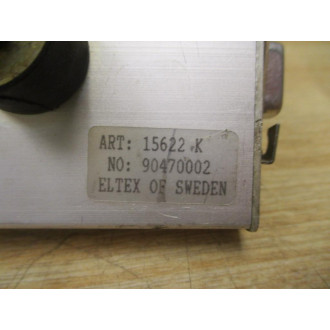 ART: 15622 K
NO: 90470002
ELTEX OF SWEDEN